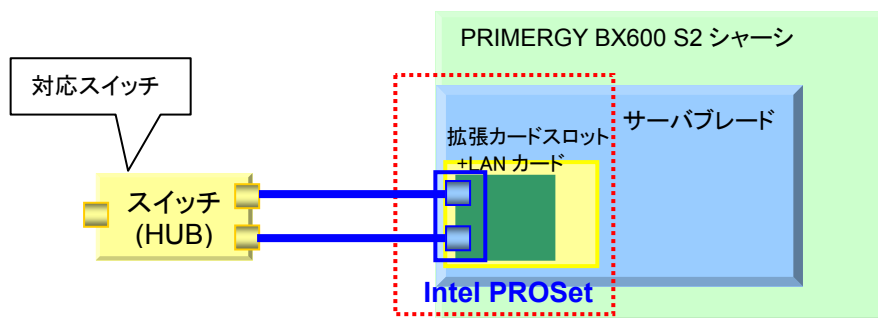 PRIMERGY BX600 S2 シャーシ
対応スイッチ
サーバブレード
拡張カードスロット
+LAN カード
スイッチ
(HUB)
Intel PROSet